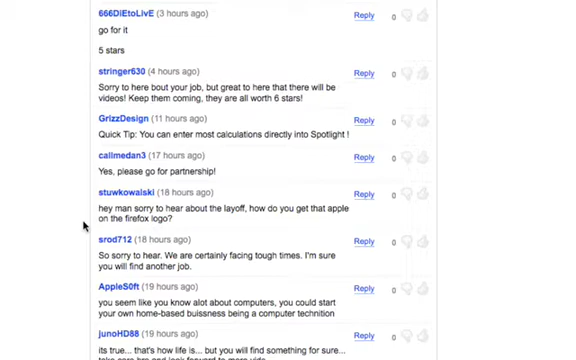 666DiEtoLivE (3 hours ago) Reply 0
go for it
5 stars
stringer630 (4 hours ago) Reply 0
Sorry to here bout your job, but great to here that there will be
videos! Keep them coming, they are all worth 6 stars!
GrizzDesign (11 hours ago) Reply 0
Quick Tip: You can enter most calculations directly into Spotlight !
calimedan3 (17 hours ago) Reply 0
Yes, please go for partnership!
stuwkowalski (18 hours ago) Reply 0
hey man sorry to hear about the layoff, how do you get that apple
on the firefox logo?
srod712 (18 hours ago) Reply 0
So sorry to hear. We are certainly facing tough times. I'm sure
you will find another job.
AppleS0ft (19 hours ago) Reply 0
you seem like you know alot about computers, you could start
your own home-based buissness being a computer technition
junoHD88 (19 hours ago) Reply 0
its true... that's how life is... but you will find something for sure...